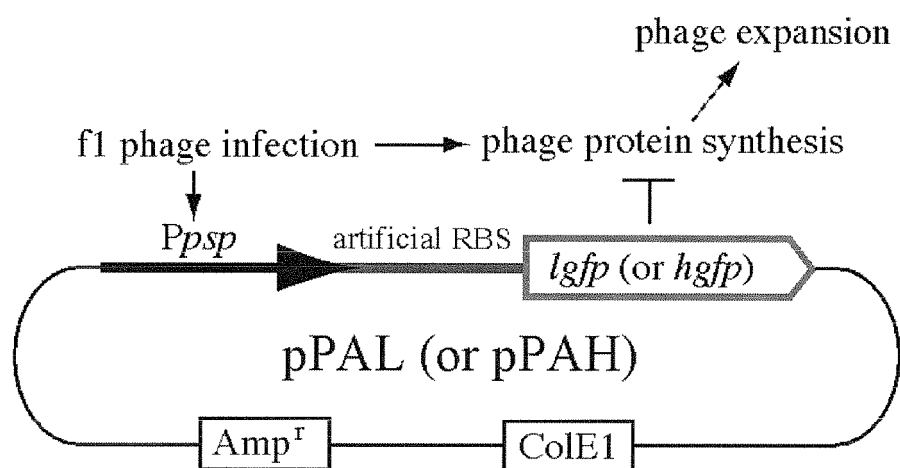 phage expansion
f1 phage infection → phage protein synthesis
Ppsp
artificial RBS
lgfp (or hgfp)
pPAL (or pPAH)
Ampʳ
ColE1